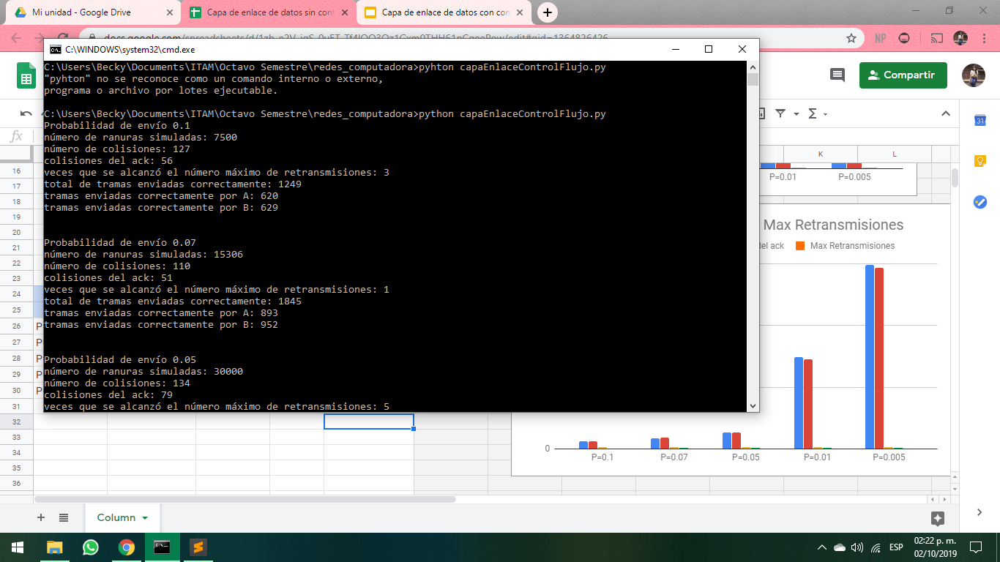 Mi unidad - Google Drive
Capa de enlace de datos sin cont
Capa de enlace de datos con con
NP
C:\WINDOWS\system32\cmd.exe
C:\Users\Becky\Documents\ITAM\Octavo Semestre\redes_computadora>pyhton capaEnlaceControlFlujo.py
"pyhton" no se reconoce como un comando interno o externo,
programa o archivo por lotes ejecutable.
C:\Users\Becky\Documents\ITAM\Octavo Semestre\redes_computadora>python capaEnlaceControlFlujo.py
Probabilidad de envío 0.1
número de ranuras simuladas: 7500
número de colisiones: 127
colisiones del ack: 56
veces que se alcanzó el número máximo de retransmisiones: 3
total de tramas enviadas correctamente: 1249
tramas enviadas correctamente por A: 620
tramas enviadas correctamente por B: 629
Probabilidad de envío 0.07
número de ranuras simuladas: 15306
número de colisiones: 110
colisiones del ack: 51
veces que se alcanzó el número máximo de retransmisiones: 1
total de tramas enviadas correctamente: 1845
tramas enviadas correctamente por A: 893
tramas enviadas correctamente por B: 952
Probabilidad de envío 0.05
número de ranuras simuladas: 30000
número de colisiones: 134
colisiones del ack: 79
veces que se alcanzó el número máximo de retransmisiones: 5
Compartir
fx
K L
16
17
18
19
20
21
22
23
24
25
26 P
27 P
28 P
29 P
30 P
31
32
33
34
35
36
P=0.01 P=0.005
Max Retransmisiones
del ack Max Retransmisiones
0
P=0.1 P=0.07 P=0.05 P=0.01 P=0.005
31
Column
ESP
02:22 p. m.
02/10/2019